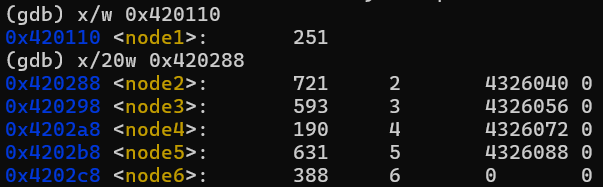 (gdb) x/w 0x420110
0x420110 <node1>: 251
(gdb) x/20w 0x420288
0x420288 <node2>: 721 2 4326040 0
0x420298 <node3>: 593 3 4326056 0
0x4202a8 <node4>: 190 4 4326072 0
0x4202b8 <node5>: 631 5 4326088 0
0x4202c8 <node6>: 388 6 0 0